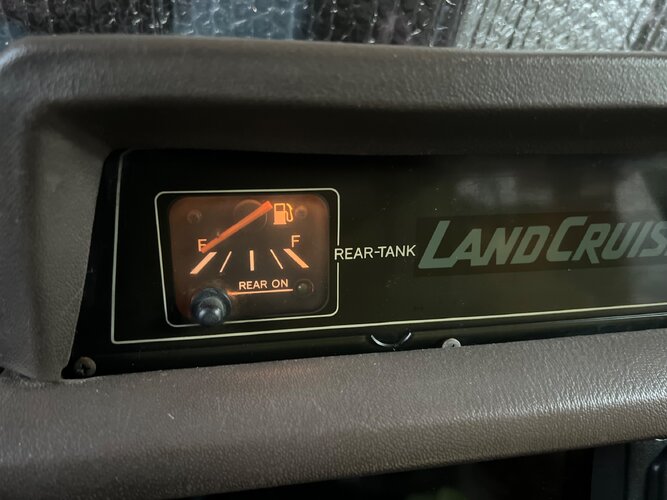 E F
REAR ON
REAR-TANK
LANDCRUIS